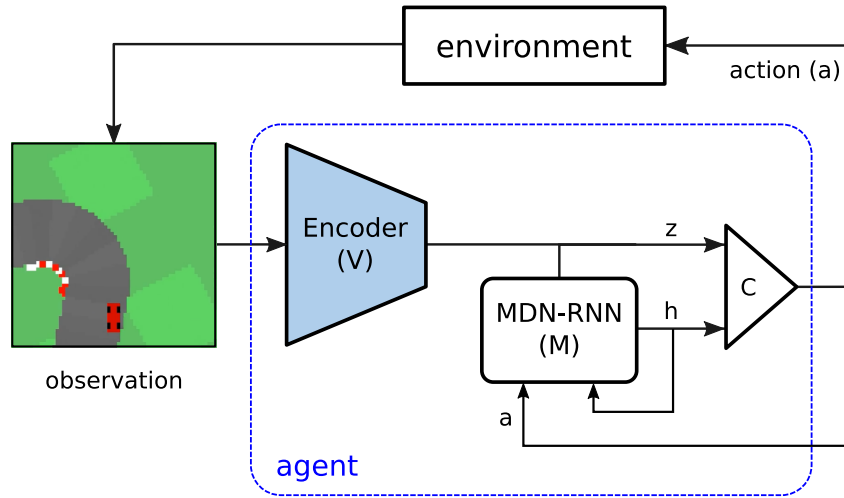 environment
action (a)
Encoder
(V)
z
C
MDN-RNN
(M)
h
observation
a
agent